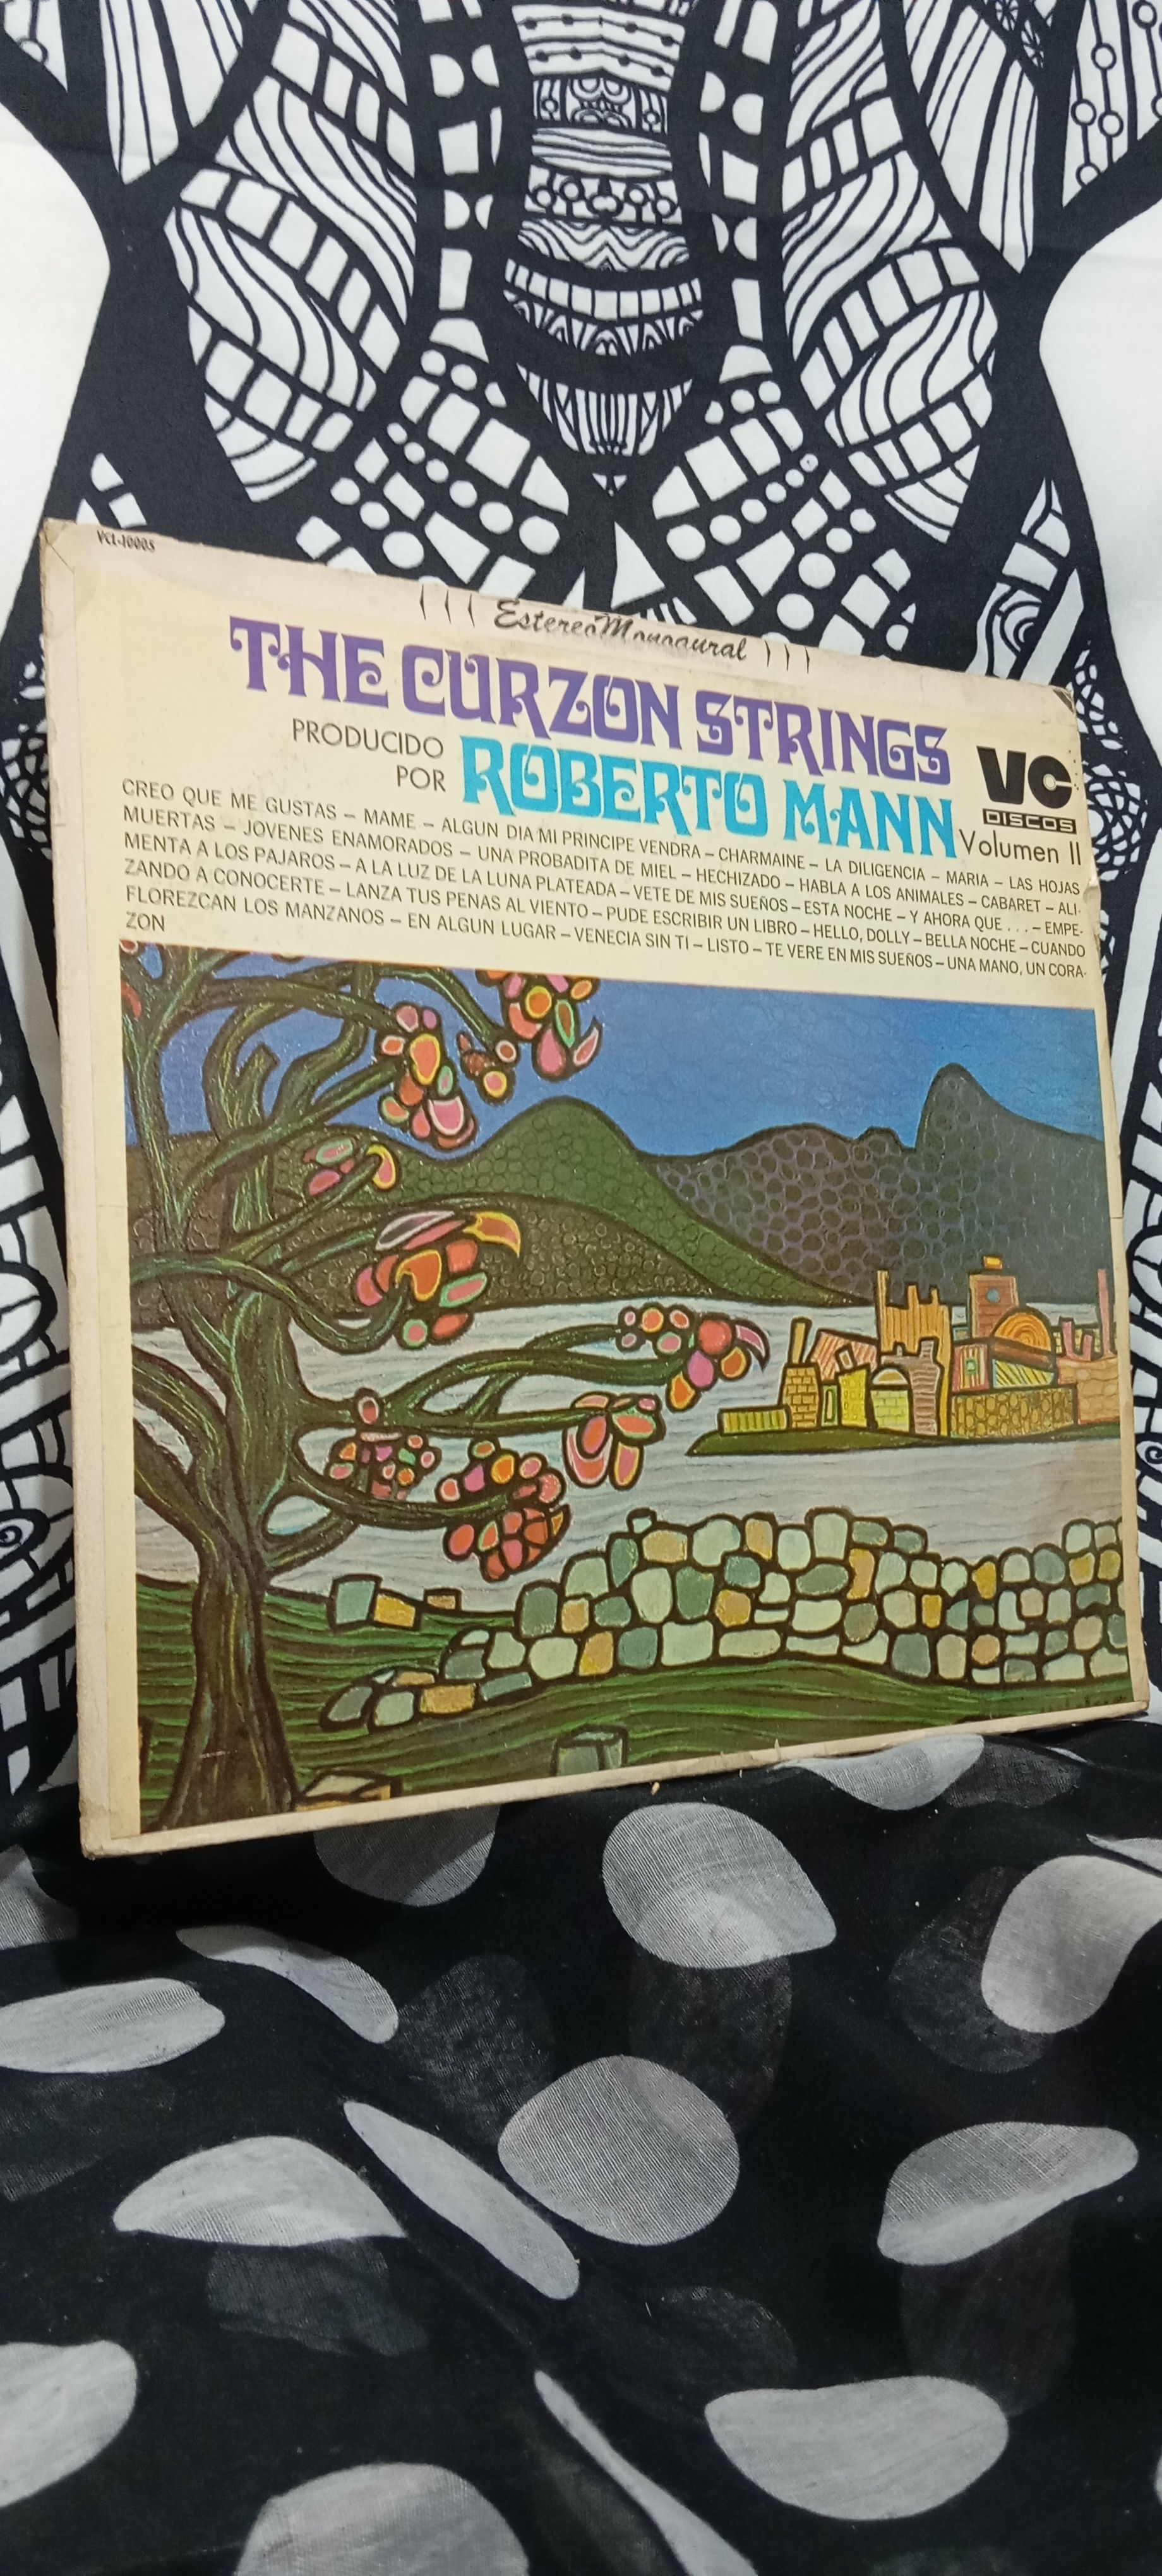 VCL-10005
Estereo Monoaural
THE CURZON STRINGS
PRODUCIDO
POR ROBERTO MANN
VC
DISCOS
Volumen II
CREO QUE ME GUSTAS – MAME – ALGUN DIA MI PRINCIPE VENDRA – CHARMAINE – LA DILIGENCIA – MARIA – LAS HOJAS
MUERTAS – JOVENES ENAMORADOS – UNA PROBADITA DE MIEL – HECHIZADO – HABLA A LOS ANIMALES – CABARET – ALI-
MENTA A LOS PAJAROS – A LA LUZ DE LA LUNA PLATEADA – VETE DE MIS SUEÑOS – ESTA NOCHE – Y AHORA QUE . . . – EMPE-
ZANDO A CONOCERTE – LANZA TUS PENAS AL VIENTO – PUDE ESCRIBIR UN LIBRO – HELLO, DOLLY – BELLA NOCHE – CUANDO
FLOREZCAN LOS MANZANOS – EN ALGUN LUGAR – VENECIA SIN TI – LISTO – TE VERE EN MIS SUEÑOS – UNA MANO, UN CORA-
ZON